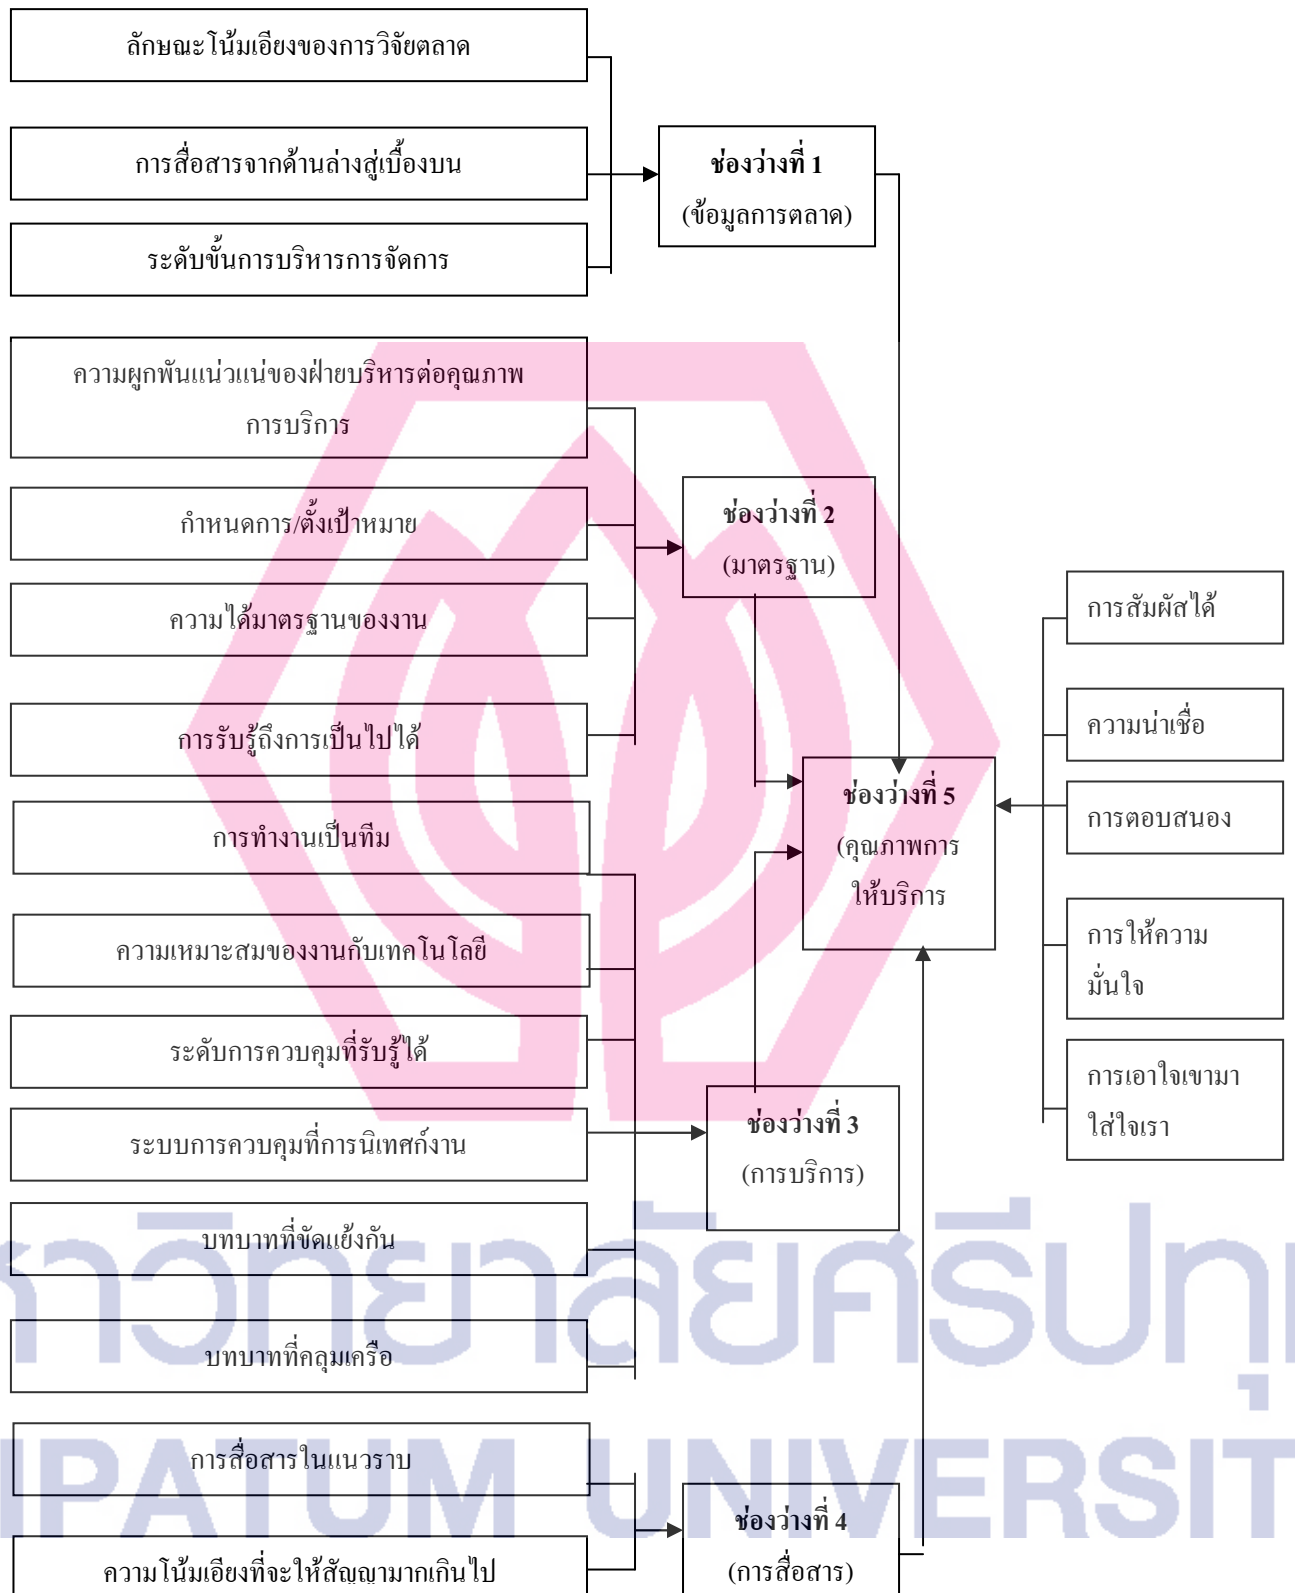 ลักษณะโน้มเอียงของการวิจัยตลาด
การสื่อสารจากด้านล่างสู่เบื้องบน
ระดับขั้นการบริหารการจัดการ
ช่องว่างที่ 1
(ข้อมูลการตลาด)
ความผูกพันแน่วแน่ของฝ่ายบริหารต่อคุณภาพ
การบริการ
กำหนดการ/ตั้งเป้าหมาย
ความได้มาตรฐานของงาน
การรับรู้ถึงการเป็นไปได้
ช่องว่างที่ 2
(มาตรฐาน)
การทำงานเป็นทีม
ความเหมาะสมของงานกับเทคโนโลยี
ระดับการควบคุมที่รับรู้ได้
ระบบการควบคุมที่การนิเทศก์งาน
บทบาทที่ขัดแย้งกัน
บทบาทที่คลุมเครือ
ช่องว่างที่ 3
(การบริการ)
การสื่อสารในแนวราบ
ความโน้มเอียงที่จะให้สัญญามากเกินไป
ช่องว่างที่ 4
(การสื่อสาร)
ช่องว่างที่ 5
(คุณภาพการ
ให้บริการ
การสัมผัสได้
ความน่าเชื่อ
การตอบสนอง
การให้ความ
มั่นใจ
การเอาใจเขามา
ใส่ใจเรา
หาวิทยาลัยศรีปทุ
IPATUM UNIVERSIT